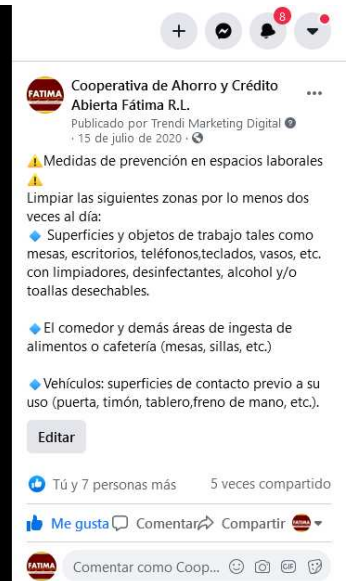 8
FATIMA
Cooperativa de Ahorro y Crédito
Abierta Fátima R.L.
Publicado por Trendi Marketing Digital
· 15 de julio de 2020 ·
⚠️Medidas de prevención en espacios laborales
⚠️
Limpiar las siguientes zonas por lo menos dos
veces al día:
🔹 Superficies y objetos de trabajo tales como
mesas, escritorios, teléfonos,teclados, vasos, etc.
con limpiadores, desinfectantes, alcohol y/o
toallas desechables.
🔹El comedor y demás áreas de ingesta de
alimentos o cafetería (mesas, sillas, etc.)
🔹Vehículos: superficies de contacto previo a su
uso (puerta, timón, tablero,freno de mano, etc.).
Editar
Tú y 7 personas más 5 veces compartido
Me gusta Comentar Compartir
FATIMA Comentar como Coop... GIF